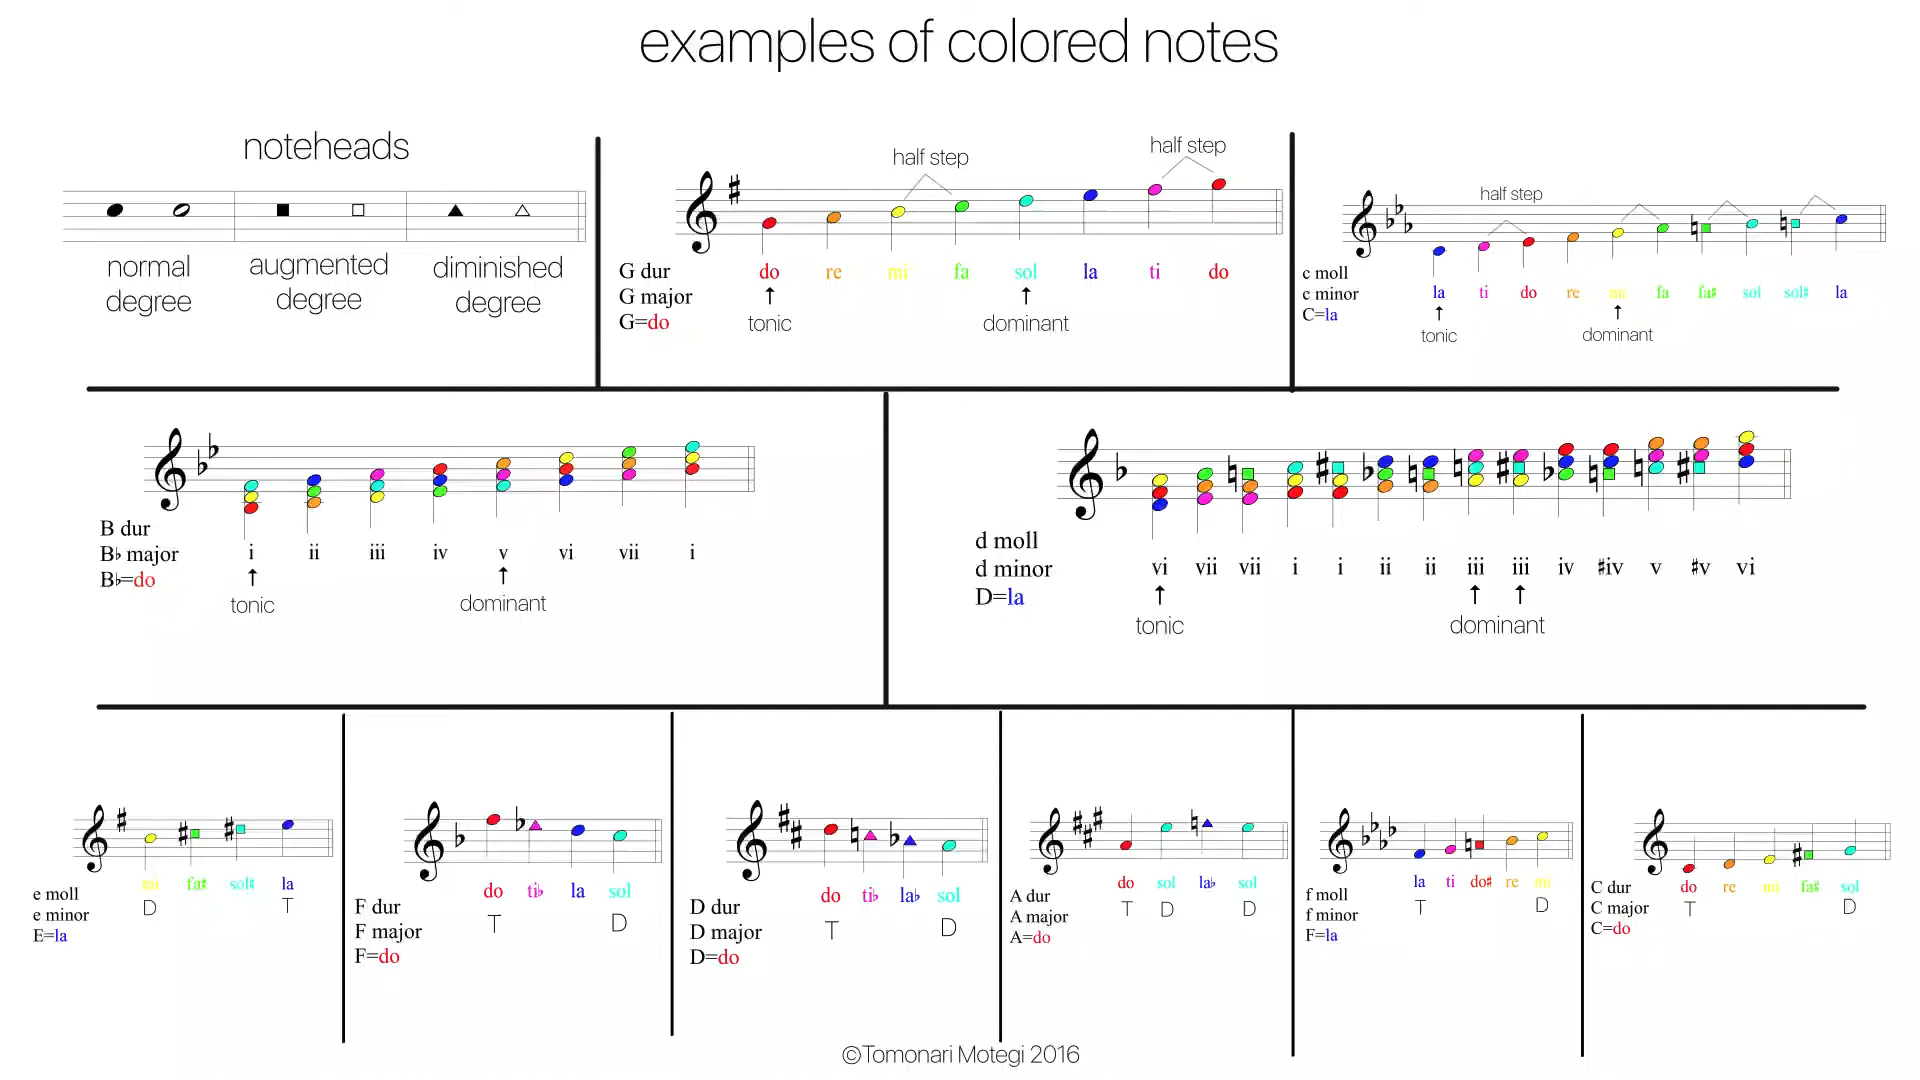 examples of colored notes
noteheads
normal
degree
augmented
degree
diminished
degree
half step
half step
G dur
G major
G=do
do re mi fa sol la ti do
tonic
dominant
half step
c moll
c minor
C=la
la ti do re mi fa fa♯ sol sol♯ la
tonic
dominant
B dur
B♭ major
B♭=do
i ii iii iv v vi vii i
tonic
dominant
d moll
d minor
D=la
vi vii vii i i ii ii iii iii iv ♯iv v ♯v vi
tonic
dominant
e moll
e minor
E=la
mi fa♯ sol♯ la
D T
F dur
F major
F=do
do ti♭ la sol
T D
D dur
D major
D=do
do ti♭ la♭ sol
T D
A dur
A major
A=do
do sol la♭ sol
T D D
f moll
f minor
F=la
la ti do♯ re mi
T D
C dur
C major
C=do
do re mi fa♯ sol
T D
©Tomonari Motegi 2016